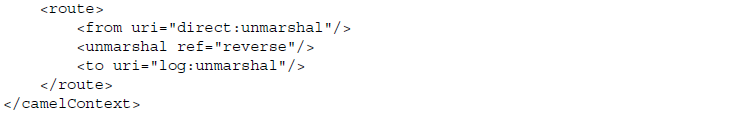 <route>
<from uri="direct:unmarshal"/>
<unmarshal ref="reverse"/>
<to uri="log:unmarshal"/>
</route>
</camelContext>